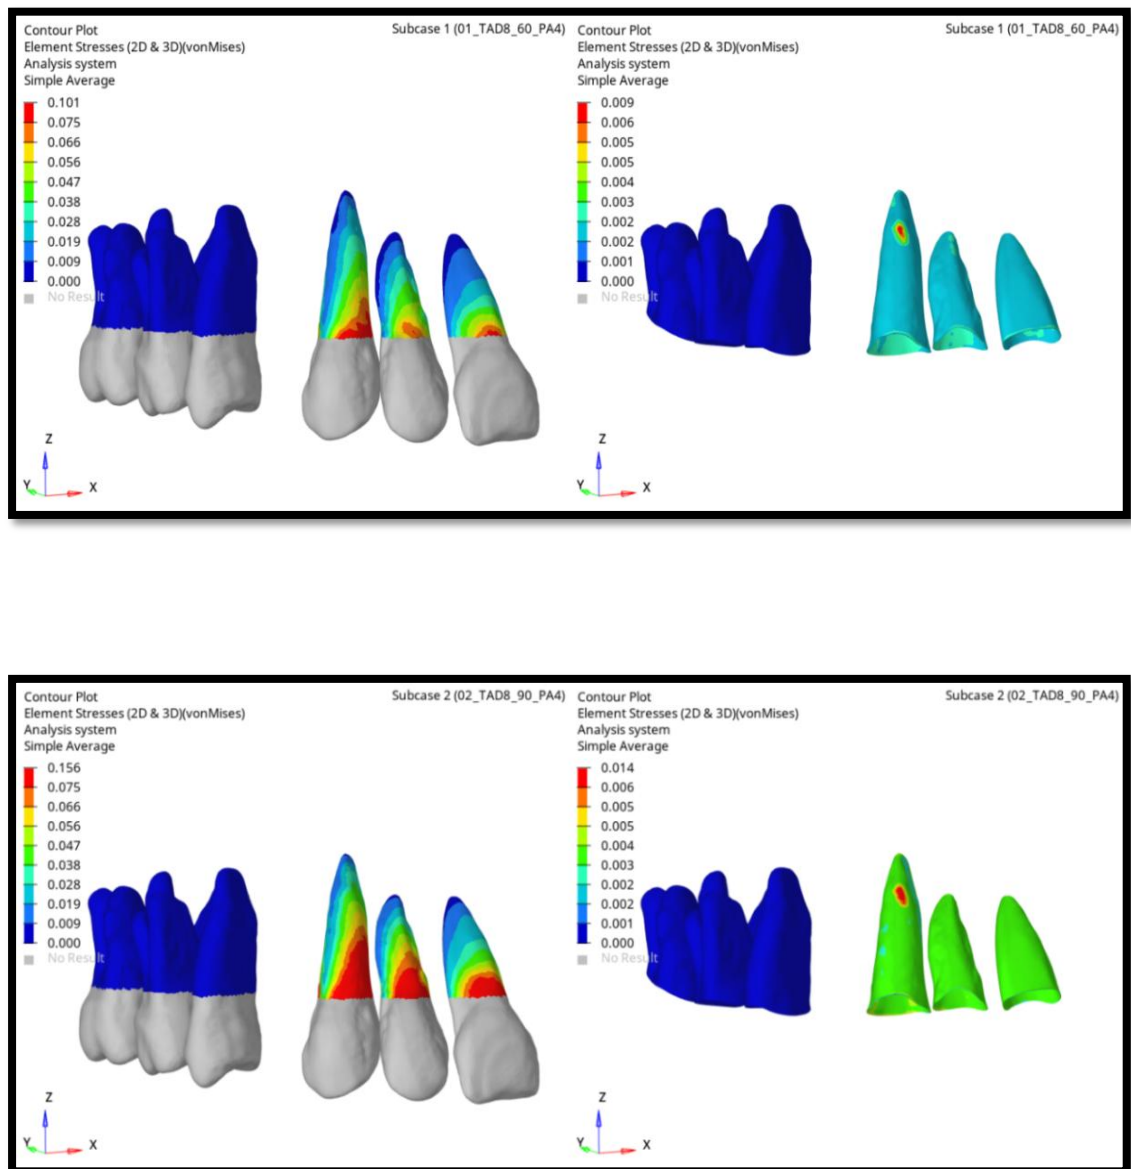 Contour Plot
Element Stresses (2D & 3D)(vonMises)
Analysis system
Simple Average
Subcase 1 (01_TAD8_60_PA4)
0.101
0.075
0.066
0.056
0.047
0.038
0.028
0.019
0.009
0.000
No Result
Z
Y
X
Contour Plot
Element Stresses (2D & 3D)(vonMises)
Analysis system
Simple Average
Subcase 1 (01_TAD8_60_PA4)
0.009
0.006
0.005
0.005
0.004
0.003
0.002
0.002
0.001
0.000
No Result
Z
Y
X
Contour Plot
Element Stresses (2D & 3D)(vonMises)
Analysis system
Simple Average
Subcase 2 (02_TAD8_90_PA4)
0.156
0.075
0.066
0.056
0.047
0.038
0.028
0.019
0.009
0.000
No Result
Z
Y
X
Contour Plot
Element Stresses (2D & 3D)(vonMises)
Analysis system
Simple Average
Subcase 2 (02_TAD8_90_PA4)
0.014
0.006
0.005
0.005
0.004
0.003
0.002
0.002
0.001
0.000
No Result
Z
Y
X